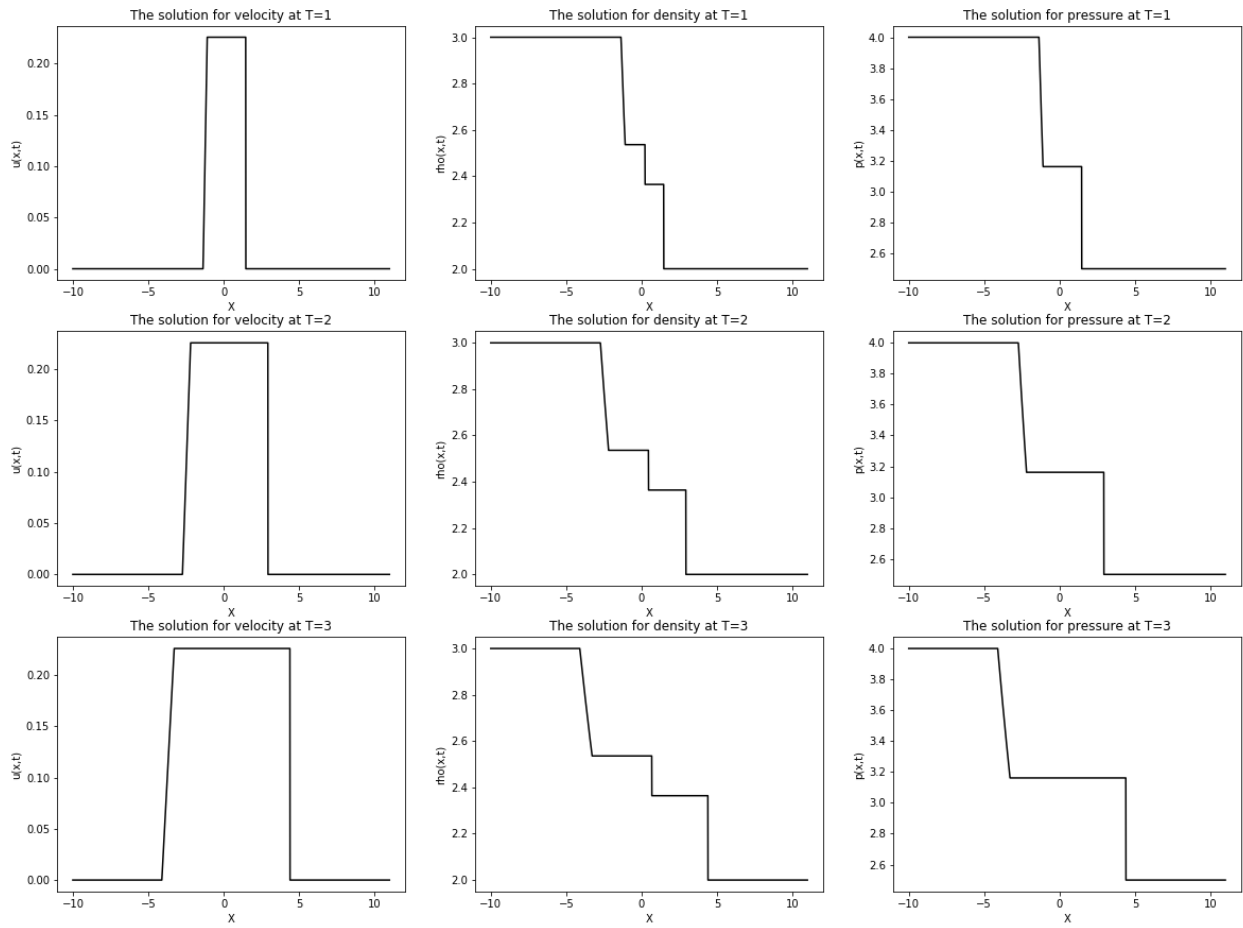 The solution for velocity at T=1
0.20
0.15
0.10
0.05
0.00
u(x,t)
−10 −5 0 5 10
X
The solution for density at T=1
3.0
2.8
2.6
2.4
2.2
2.0
rho(x,t)
−10 −5 0 5 10
X
The solution for pressure at T=1
4.0
3.8
3.6
3.4
3.2
3.0
2.8
2.6
p(x,t)
−10 −5 0 5 10
X
The solution for velocity at T=2
0.20
0.15
0.10
0.05
0.00
u(x,t)
−10 −5 0 5 10
X
The solution for density at T=2
3.0
2.8
2.6
2.4
2.2
2.0
rho(x,t)
−10 −5 0 5 10
X
The solution for pressure at T=2
4.0
3.8
3.6
3.4
3.2
3.0
2.8
2.6
p(x,t)
−10 −5 0 5 10
X
The solution for velocity at T=3
0.20
0.15
0.10
0.05
0.00
u(x,t)
−10 −5 0 5 10
X
The solution for density at T=3
3.0
2.8
2.6
2.4
2.2
2.0
rho(x,t)
−10 −5 0 5 10
X
The solution for pressure at T=3
4.0
3.8
3.6
3.4
3.2
3.0
2.8
2.6
p(x,t)
−10 −5 0 5 10
X